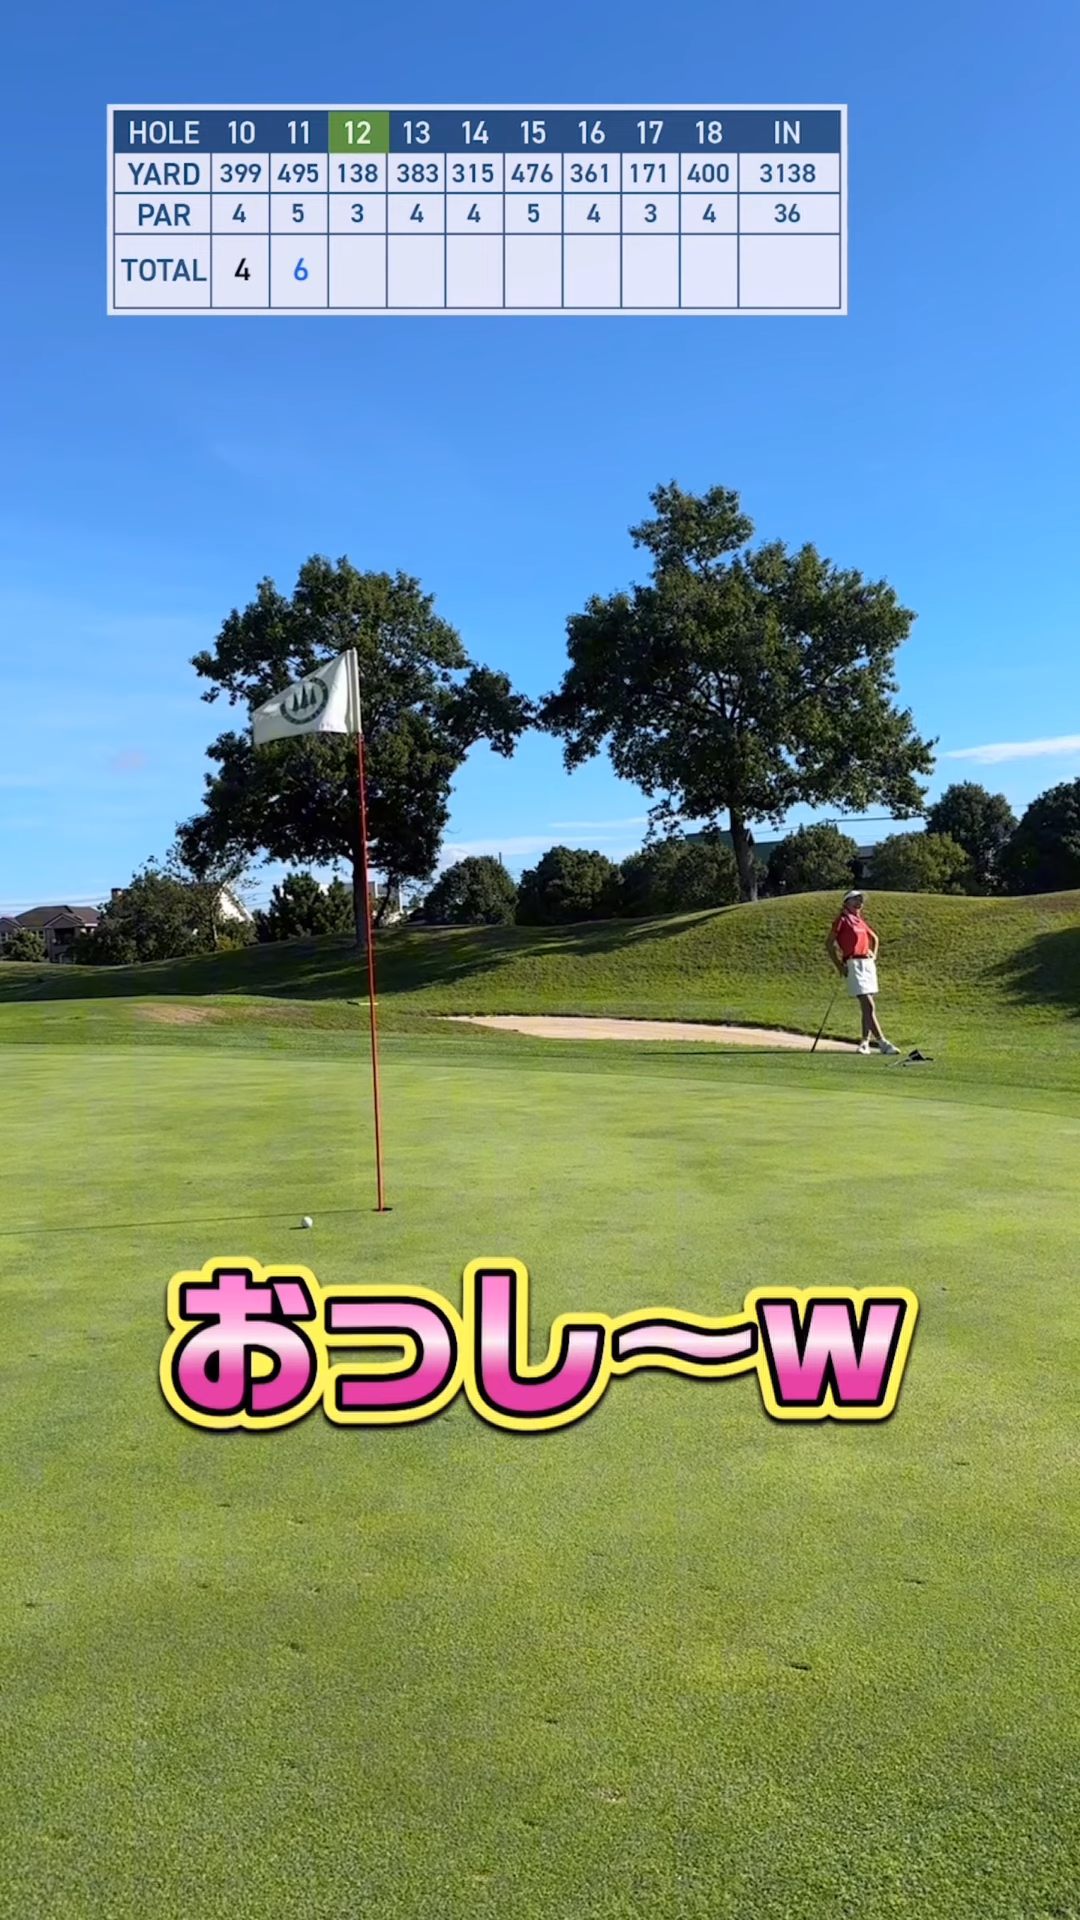 HOLE 10 11 12 13 14 15 16 17 18 IN
YARD 399 495 138 383 315 476 361 171 400 3138
PAR 4 5 3 4 4 5 4 3 4 36
TOTAL 4 6
おっし〜w